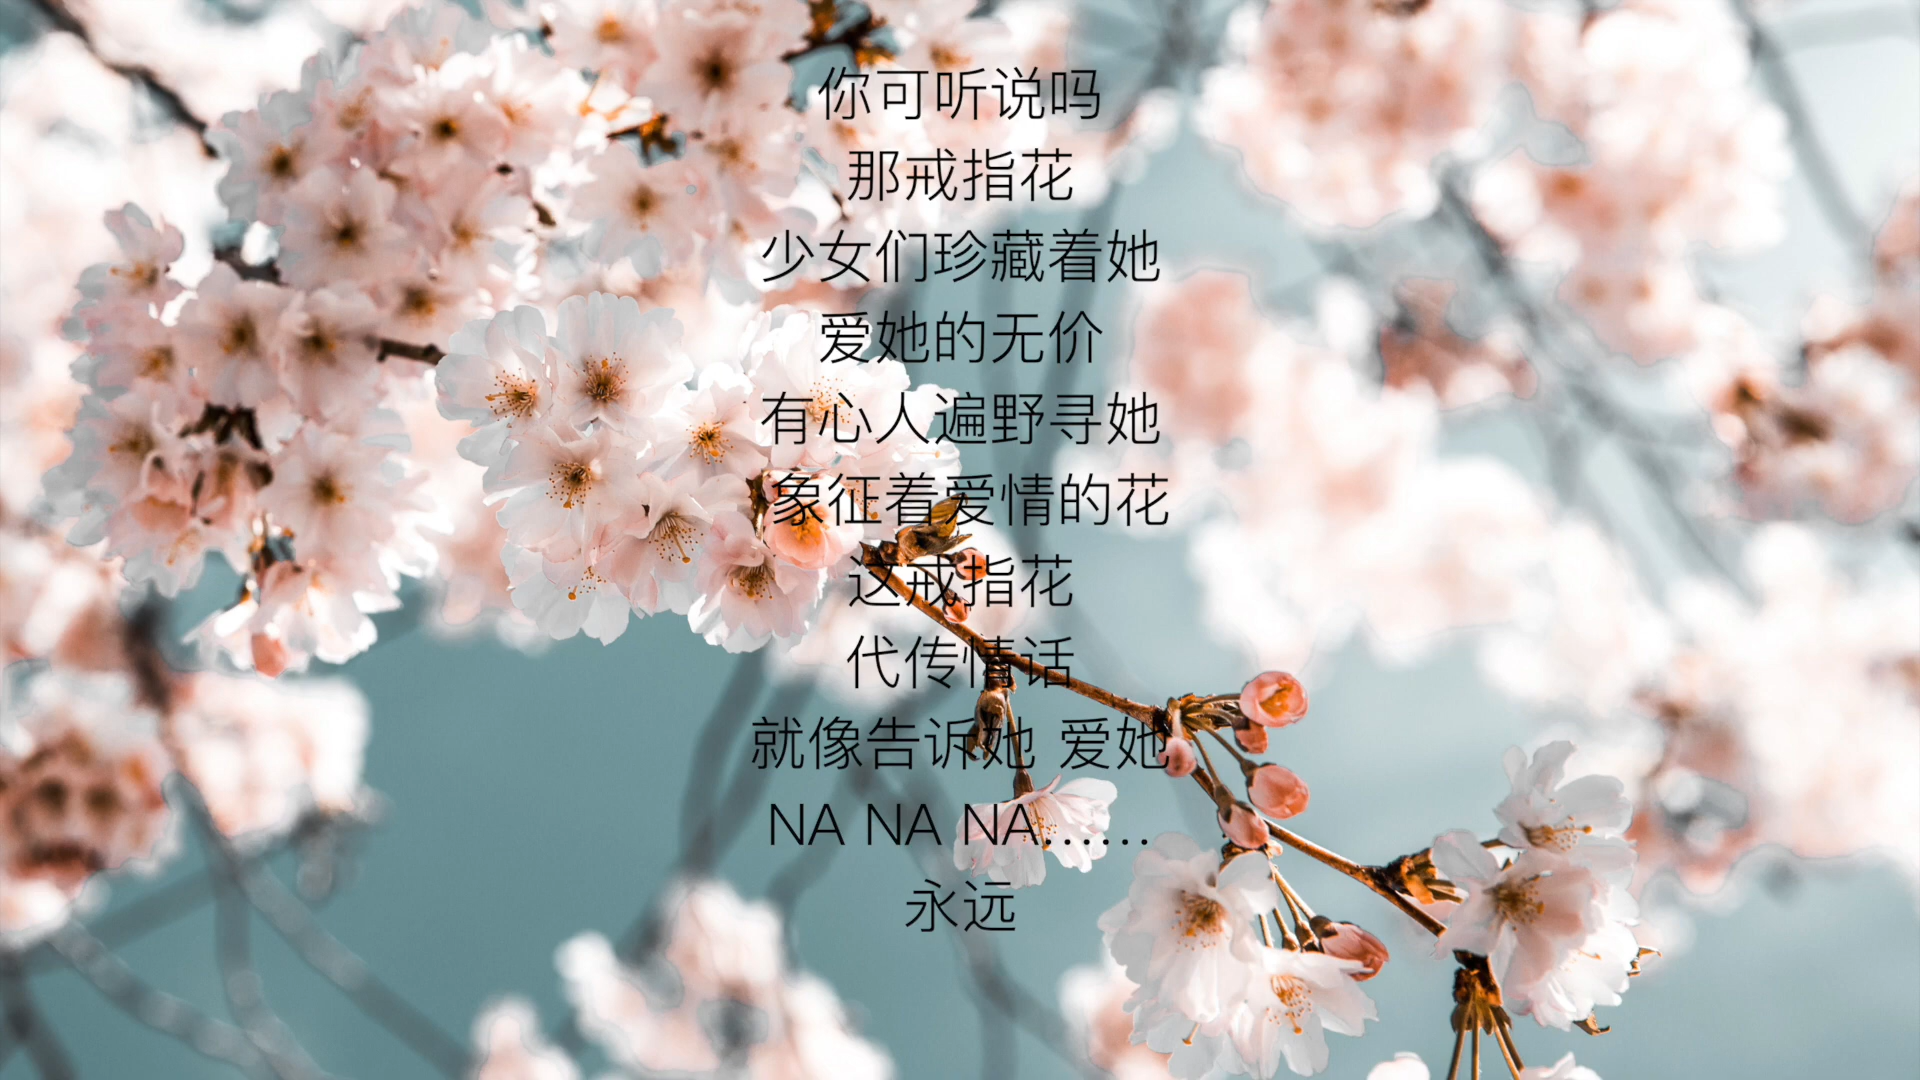 你可听说吗
那戒指花
少女们珍藏着她
爱她的无价
有心人遍野寻她
象征着爱情的花
这戒指花
代传情话
就像告诉她 爱她
NA NA NA......
永远